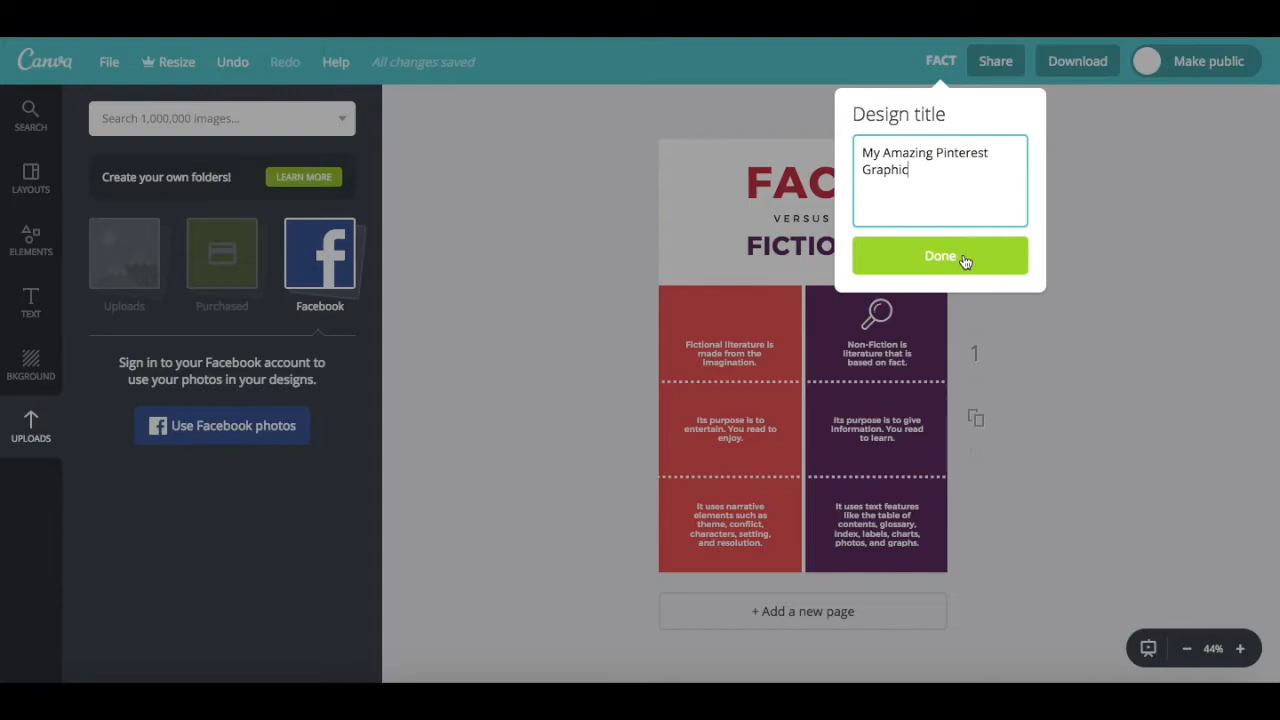 Canva File Resize Undo Redo Help All changes saved FACT Share Download Make public
SEARCH
LAYOUTS
ELEMENTS
TEXT
BKGROUND
UPLOADS
Search 1,000,000 images...
Create your own folders! LEARN MORE
Uploads Purchased Facebook
Sign in to your Facebook account to
use your photos in your designs.
Use Facebook photos
Design title
My Amazing Pinterest
Graphic
Done
VERSUS
Fictional literature is
made from the
imagination.
Its purpose is to
entertain. You read to
enjoy.
It uses narrative
elements such as
theme, conflict,
characters, setting,
and resolution.
Non-Fiction is
literature that is
based on fact.
Its purpose is to give
information. You read
to learn.
It uses text features
like the table of
contents, glossary,
index, labels, charts,
photos, and graphs.
1
+ Add a new page
− 44% +